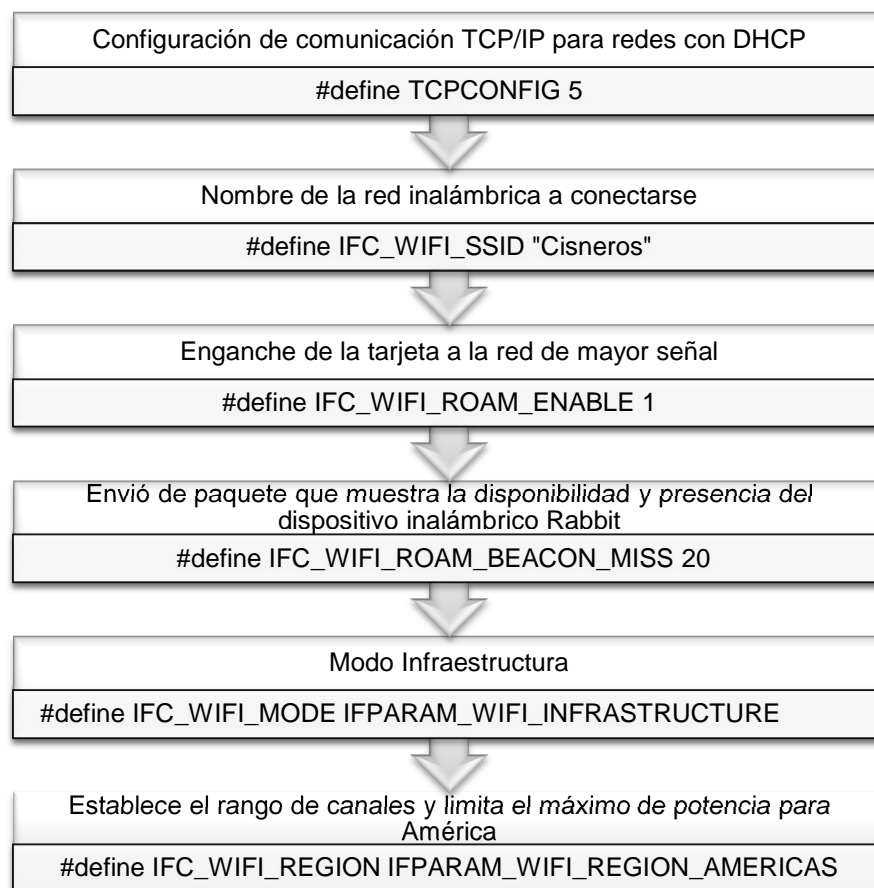 Configuración de comunicación TCP/IP para redes con DHCP
#define TCPCONFIG 5
Nombre de la red inalámbrica a conectarse
#define IFC_WIFI_SSID "Cisneros"
Enganche de la tarjeta a la red de mayor señal
#define IFC_WIFI_ROAM_ENABLE 1
Envió de paquete que muestra la disponibilidad y presencia del
dispositivo inalámbrico Rabbit
#define IFC_WIFI_ROAM_BEACON_MISS 20
Modo Infraestructura
#define IFC_WIFI_MODE IFPARAM_WIFI_INFRASTRUCTURE
Establece el rango de canales y limita el máximo de potencia para
América
#define IFC_WIFI_REGION IFPARAM_WIFI_REGION_AMERICAS